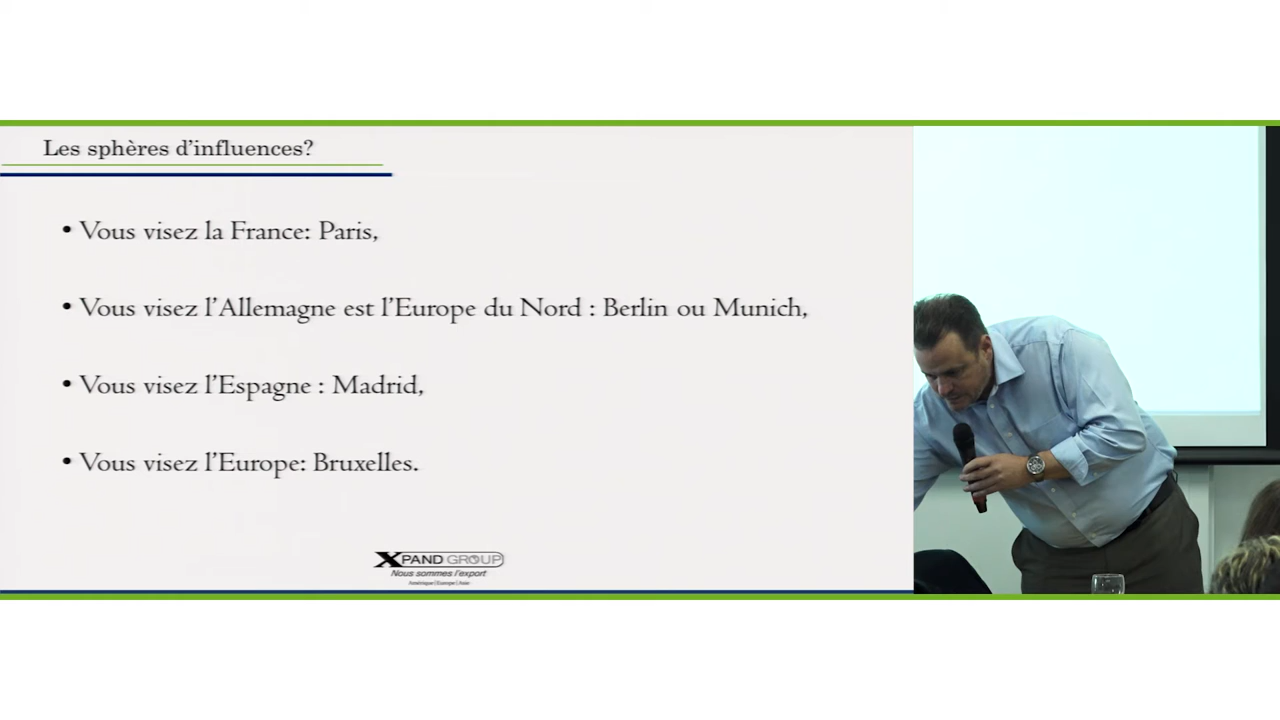 Les sphères d'influences?
• Vous visez la France: Paris,
• Vous visez l'Allemagne est l'Europe du Nord : Berlin ou Munich,
• Vous visez l'Espagne : Madrid,
• Vous visez l'Europe: Bruxelles.
XPAND GROUP
Nous sommes l'export
Amérique | Europe | Asie